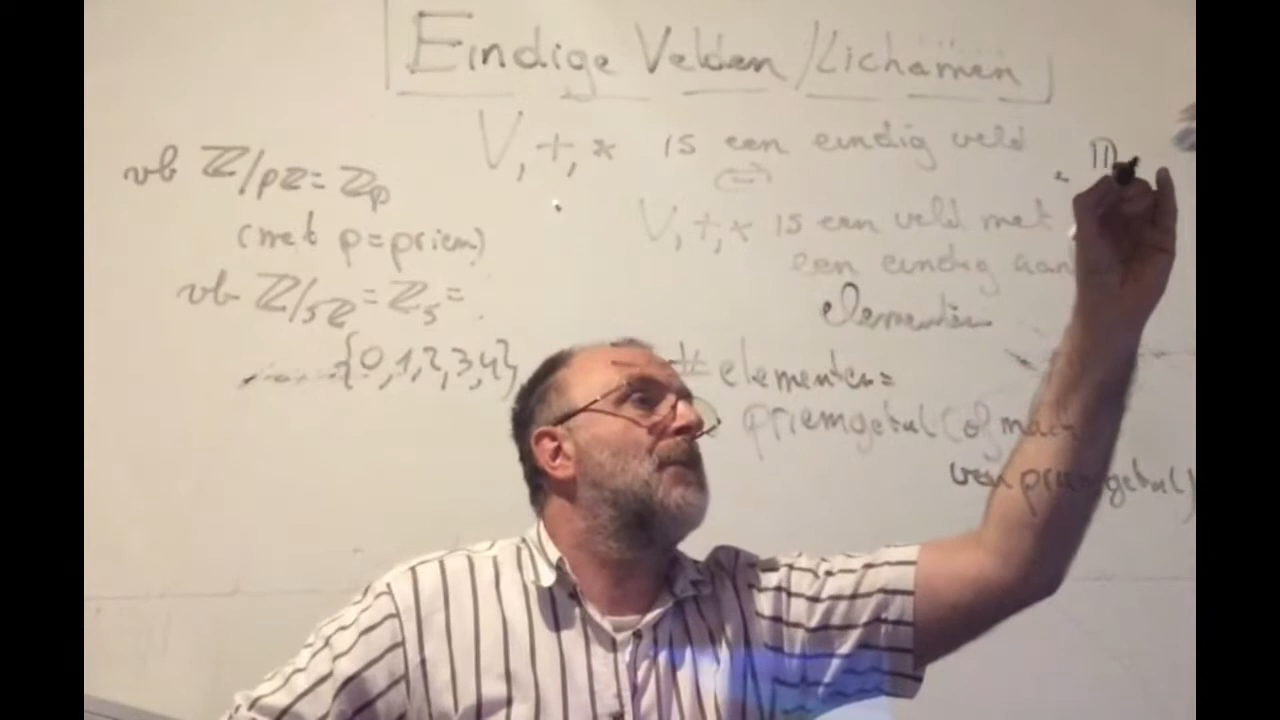 Eindige Velden/Lichamen
V,+,* is een eindig veld
<=>
V,+,* is een veld met
een eindig aan
elementen
# elementen=
priemgetal (of mach
van priemgetal)
vb ℤ/pℤ = ℤp
(met p=priem)
vb ℤ/5ℤ = ℤ5 =
{0,1,2,3,4}